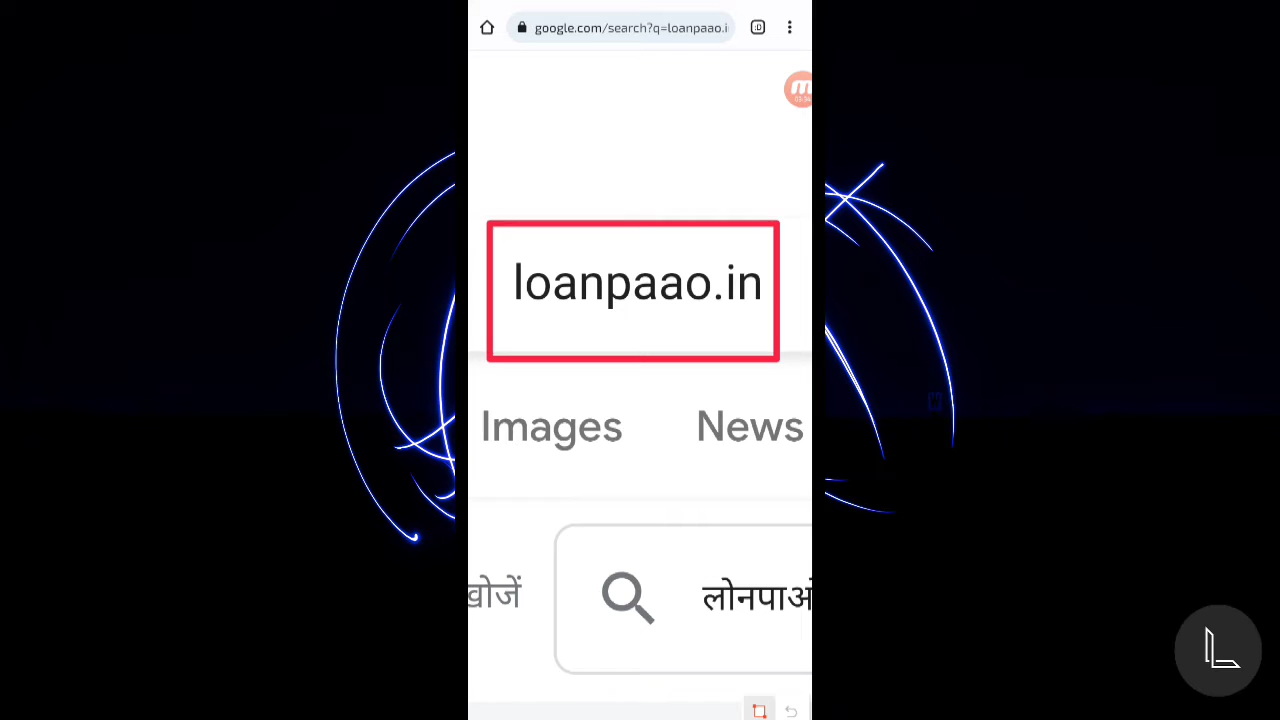 google.com/search?q=loanpaao.i
:D
loanpaao.in
Images News
खोजें लोनपाओ